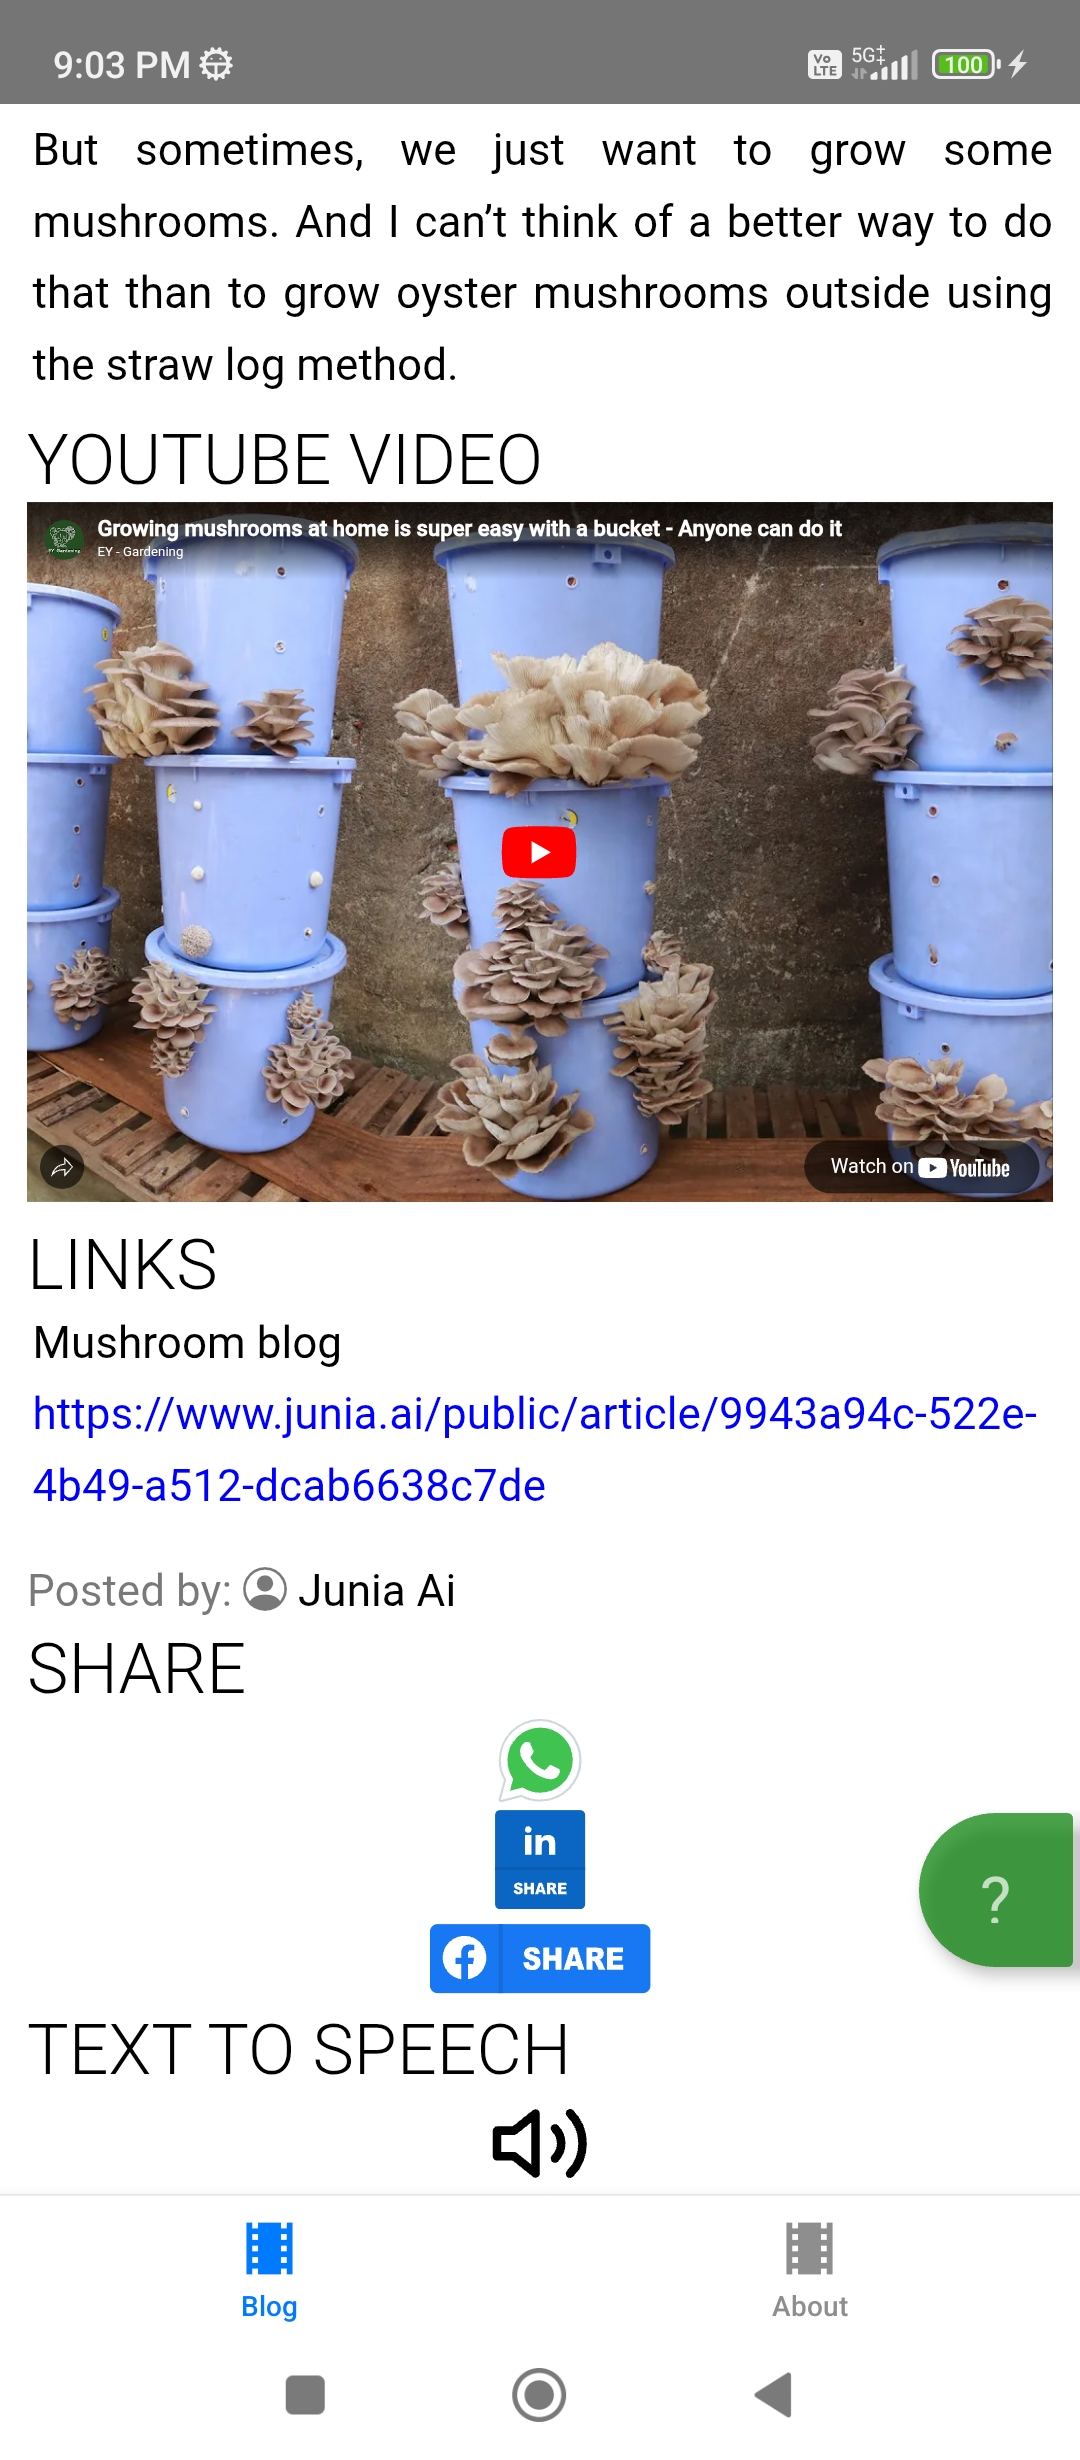 9:03 PM
Vo LTE 5G 100
But sometimes, we just want to grow some
mushrooms. And I can’t think of a better way to do
that than to grow oyster mushrooms outside using
the straw log method.
YOUTUBE VIDEO
Growing mushrooms at home is super easy with a bucket - Anyone can do it
EY - Gardening
Watch on YouTube
LINKS
Mushroom blog
https://www.junia.ai/public/article/9943a94c-522e-
4b49-a512-dcab6638c7de
Posted by: Junia Ai
SHARE
in
SHARE
SHARE
?
TEXT TO SPEECH
Blog
About